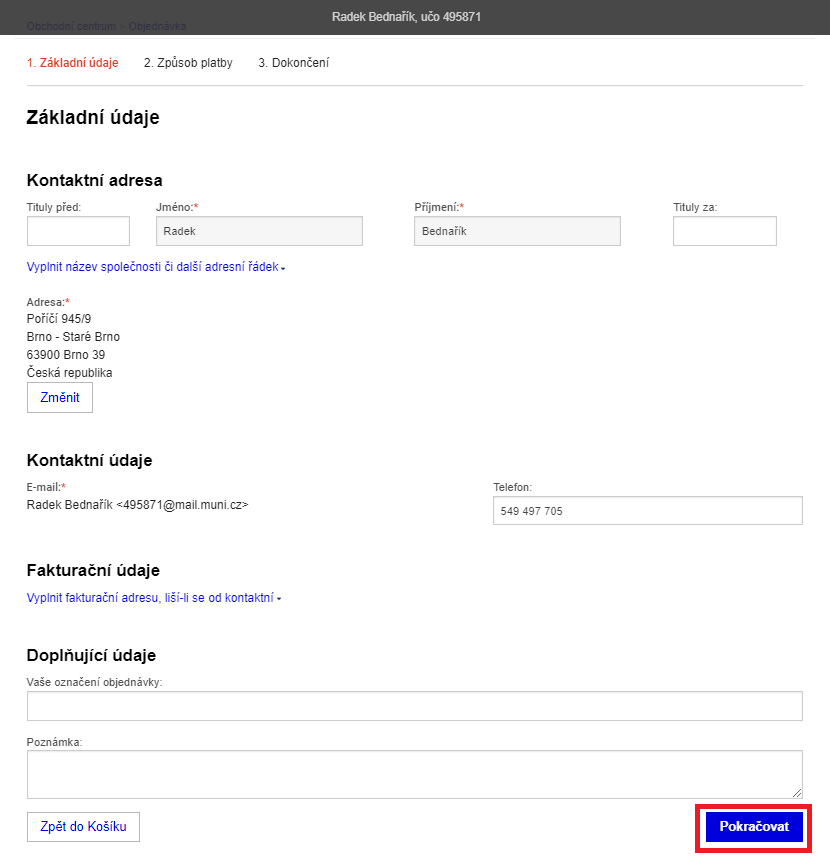 Radek Bednařík, učo 495871
Obchodní centrum – Objednávka
1. Základní údaje 2. Způsob platby 3. Dokončení
Základní údaje
Kontaktní adresa
Tituly před: Jméno:* Příjmení:* Tituly za:
Radek Bednařík
Vyplnit název společnosti či další adresní řádek
Adresa:*
Poříčí 945/9
Brno - Staré Brno
63900 Brno 39
Česká republika
Změnit
Kontaktní údaje
E-mail:* Telefon:
Radek Bednařík <495871@mail.muni.cz> 549 497 705
Fakturační údaje
Vyplnit fakturační adresu, liší-li se od kontaktní
Doplňující údaje
Vaše označení objednávky:
Poznámka:
Zpět do Košíku Pokračovat